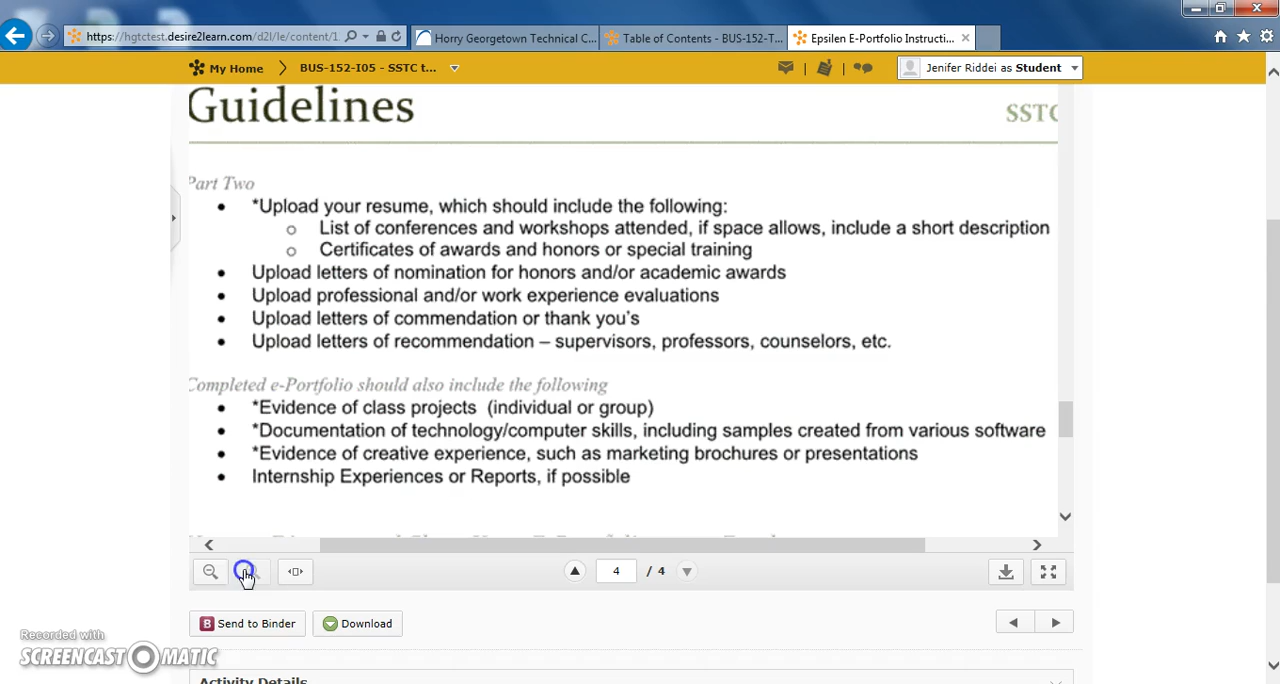 https://hgtctest.desire2learn.com/d2l/le/content/1
Horry Georgetown Technical C...
Table of Contents - BUS-152-T...
Epsilen E-Portfolio Instructi...
My Home
BUS-152-I05 - SSTC t...
Jenifer Riddei as Student
Guidelines
SSTC
Part Two
• *Upload your resume, which should include the following:
o List of conferences and workshops attended, if space allows, include a short description
o Certificates of awards and honors or special training
• Upload letters of nomination for honors and/or academic awards
• Upload professional and/or work experience evaluations
• Upload letters of commendation or thank you's
• Upload letters of recommendation – supervisors, professors, counselors, etc.
Completed e-Portfolio should also include the following
• *Evidence of class projects (individual or group)
• *Documentation of technology/computer skills, including samples created from various software
• *Evidence of creative experience, such as marketing brochures or presentations
• Internship Experiences or Reports, if possible
4 / 4
B Send to Binder
Download
Recorded with
SCREENCAST-O-MATIC
Activity Details